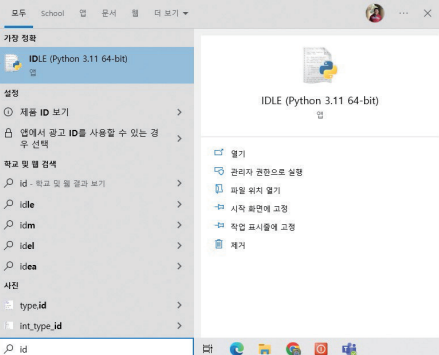 모두 School 앱 문서 웹 더 보기
가장 정확
IDLE (Python 3.11 64-bit)
앱
설정
제품 ID 보기
앱에서 광고 ID를 사용할 수 있는 경
우 선택
학교 및 웹 검색
id - 학교 및 웹 결과 보기
idle
idm
idel
idea
사진
type,id
int_type_id
id
IDLE (Python 3.11 64-bit)
앱
열기
관리자 권한으로 실행
파일 위치 열기
시작 화면에 고정
작업 표시줄에 고정
제거